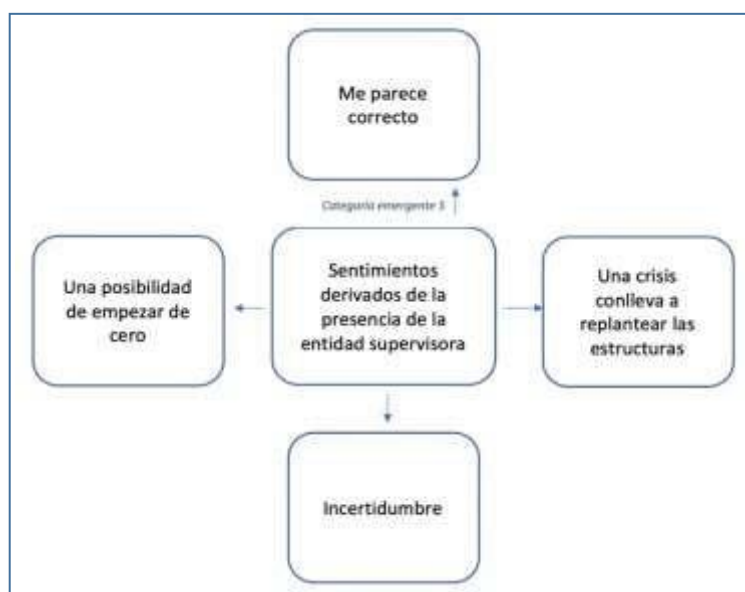 Me parece
correcto
Categoría emergente 3
Una posibilidad
de empezar de
cero
Sentimientos
derivados de la
presencia de la
entidad supervisora
Una crisis
conlleva a
replantear las
estructuras
Incertidumbre